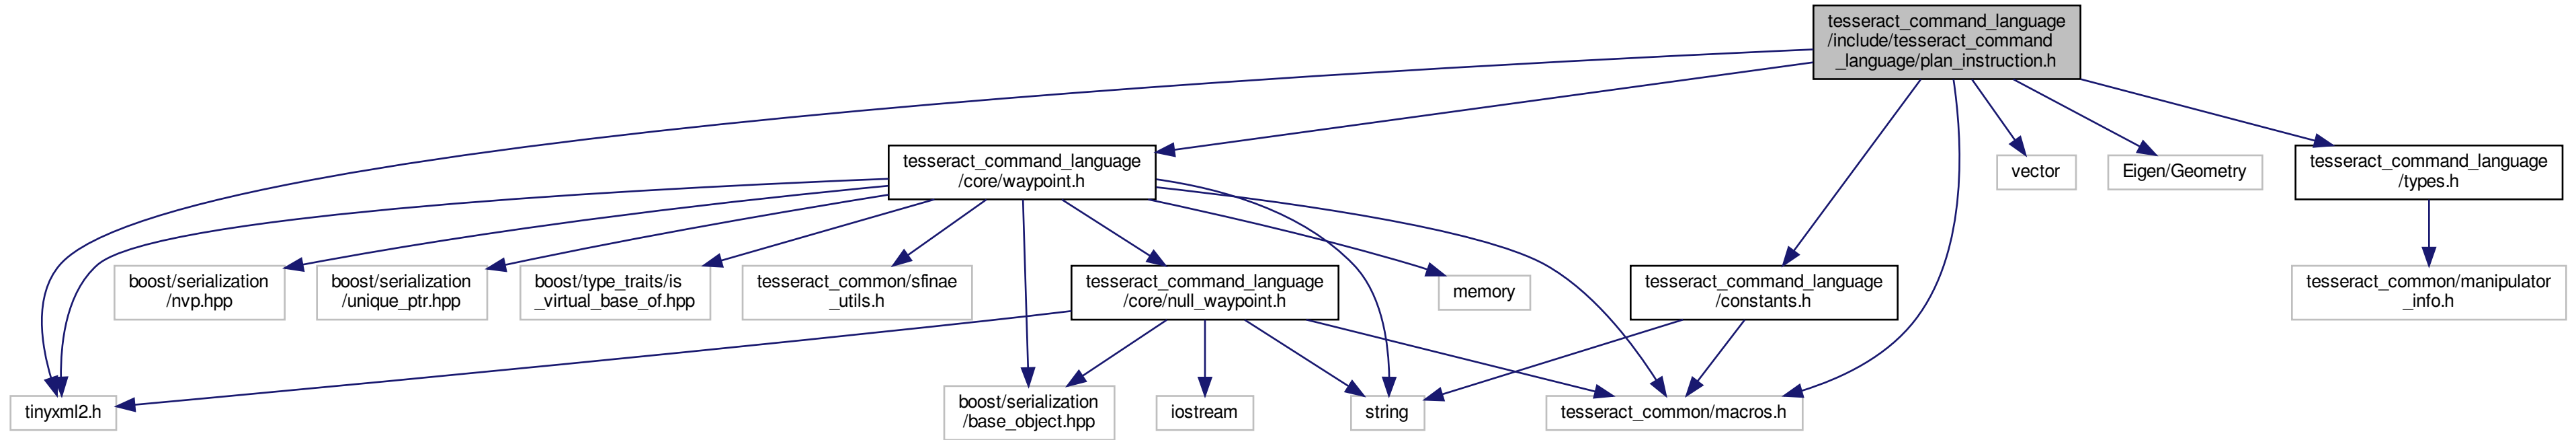 tesseract_command_language
/include/tesseract_command
_language/plan_instruction.h
tesseract_command_language
/core/waypoint.h
vector
Eigen/Geometry
tesseract_command_language
/types.h
boost/serialization
/nvp.hpp
boost/serialization
/unique_ptr.hpp
boost/type_traits/is
_virtual_base_of.hpp
tesseract_common/sfinae
_utils.h
tesseract_command_language
/core/null_waypoint.h
memory
tesseract_command_language
/constants.h
tesseract_common/manipulator
_info.h
tinyxml2.h
boost/serialization
/base_object.hpp
iostream
string
tesseract_common/macros.h